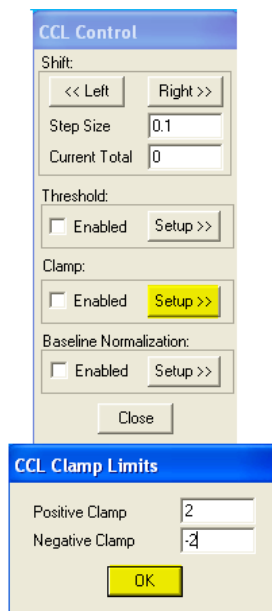 CCL Control
Shift:
<< Left Right >>
Step Size 0.1
Current Total 0
Threshold:
Enabled Setup >>
Clamp:
Enabled Setup >>
Baseline Normalization:
Enabled Setup >>
Close
CCL Clamp Limits
Positive Clamp 2
Negative Clamp -2
OK